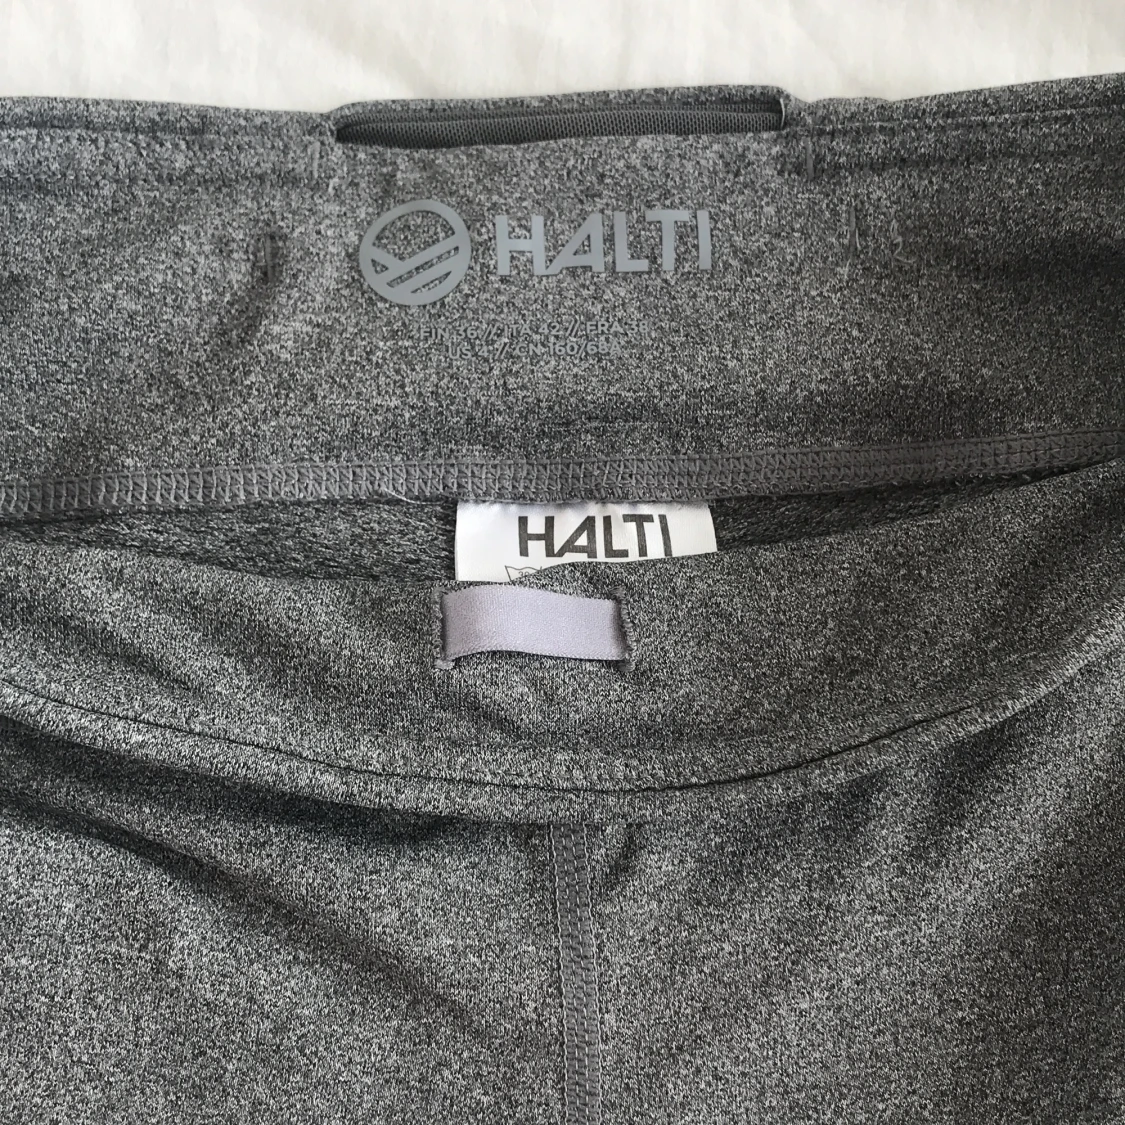 HALTI
FIN 36 // ITA 42 // FRA 38
US 4 // CN 160/68A
HALTI